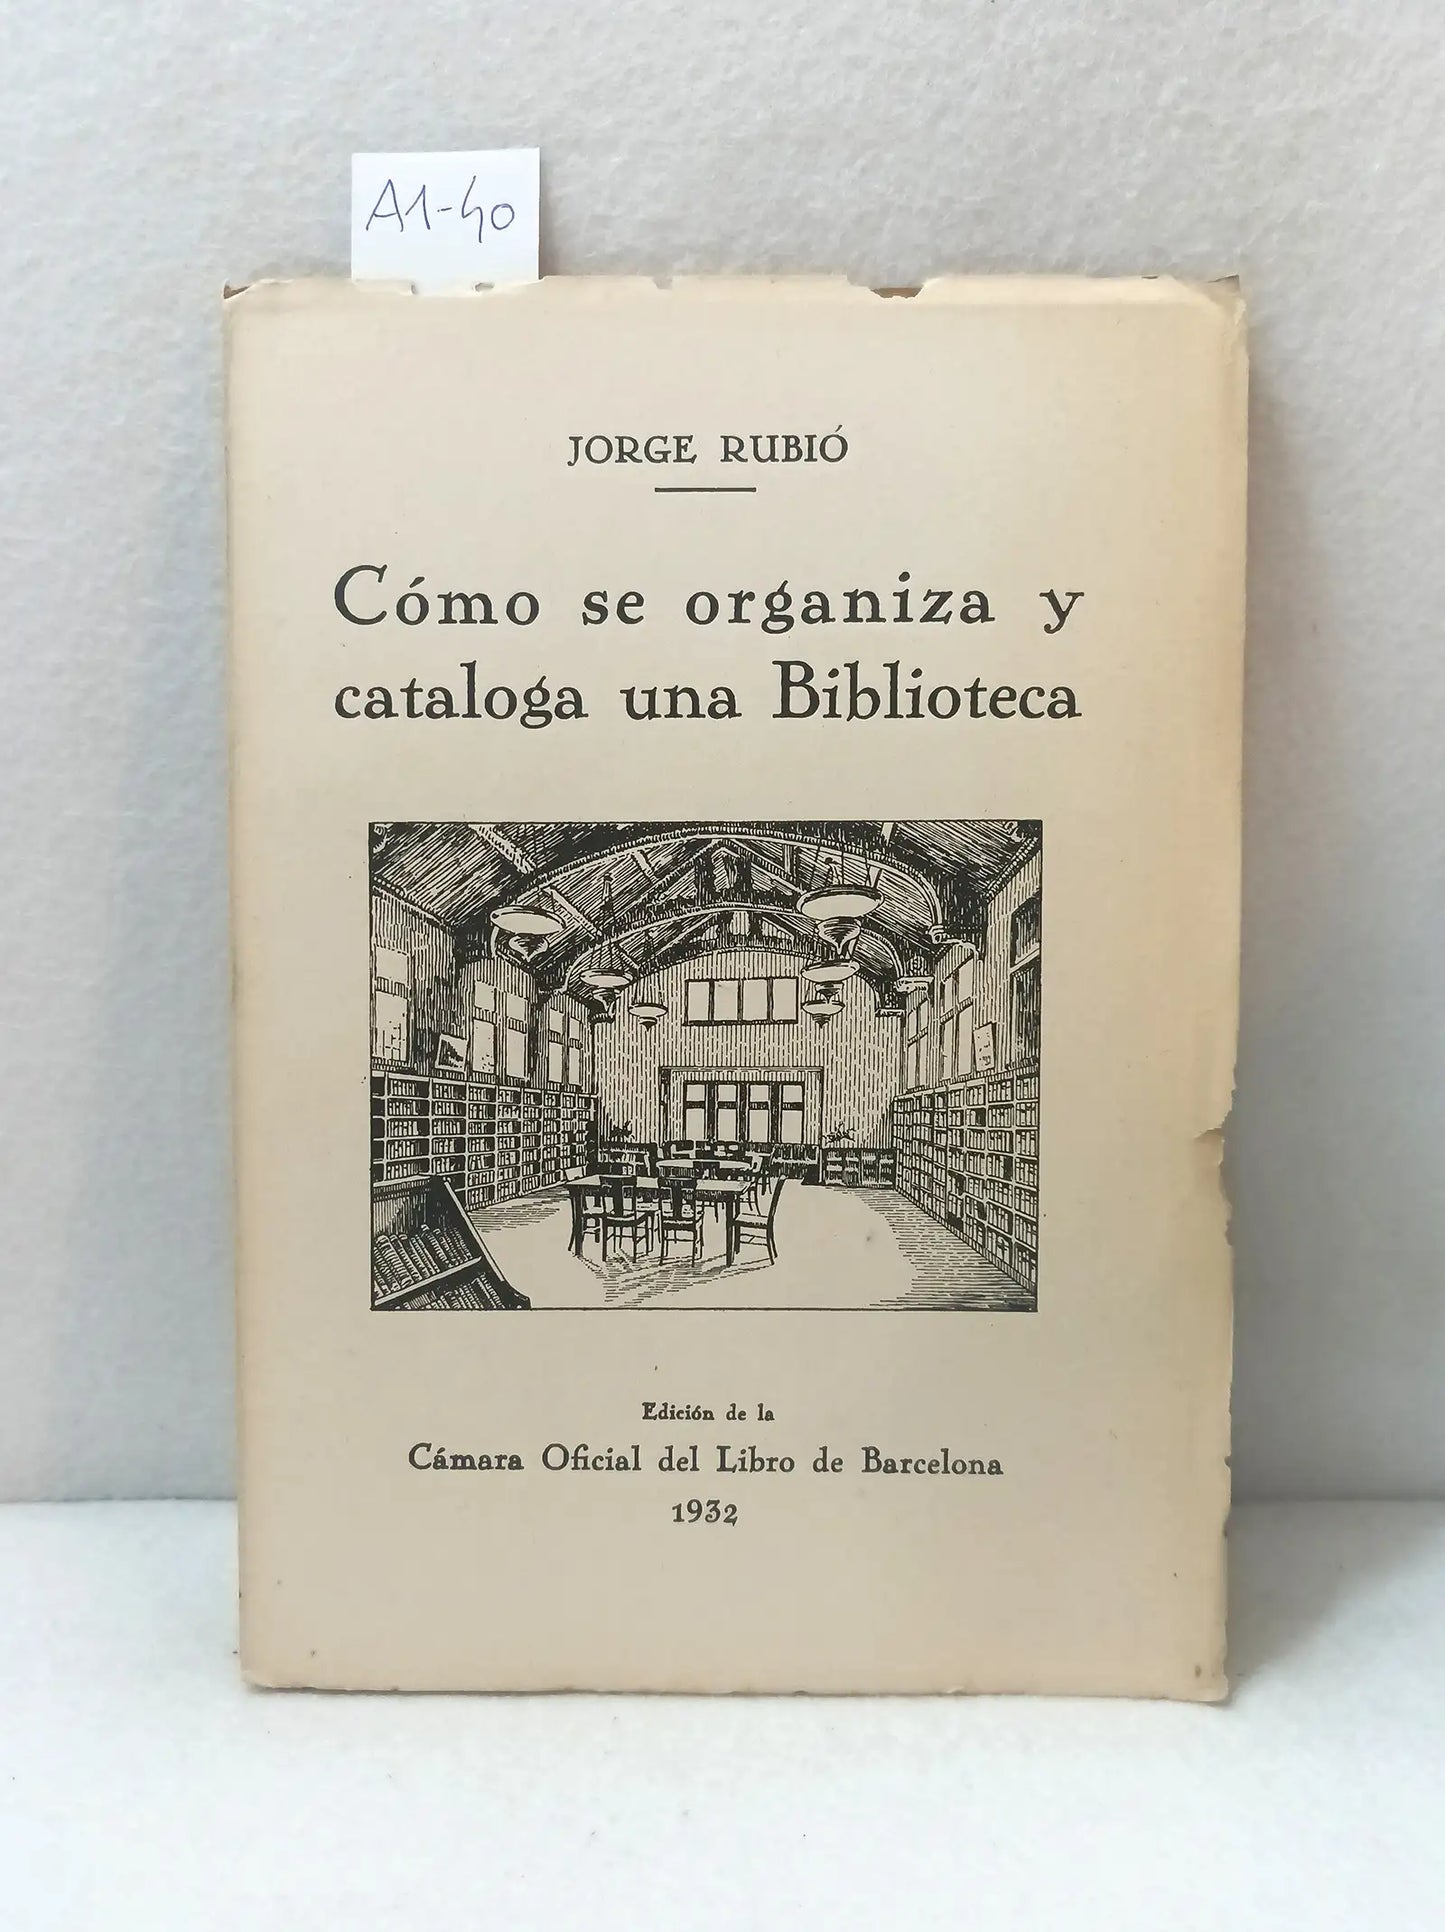 A1-40
JORGE RUBIÓ
Cómo se organiza y
cataloga una Biblioteca
Edición de la
Cámara Oficial del Libro de Barcelona
1932